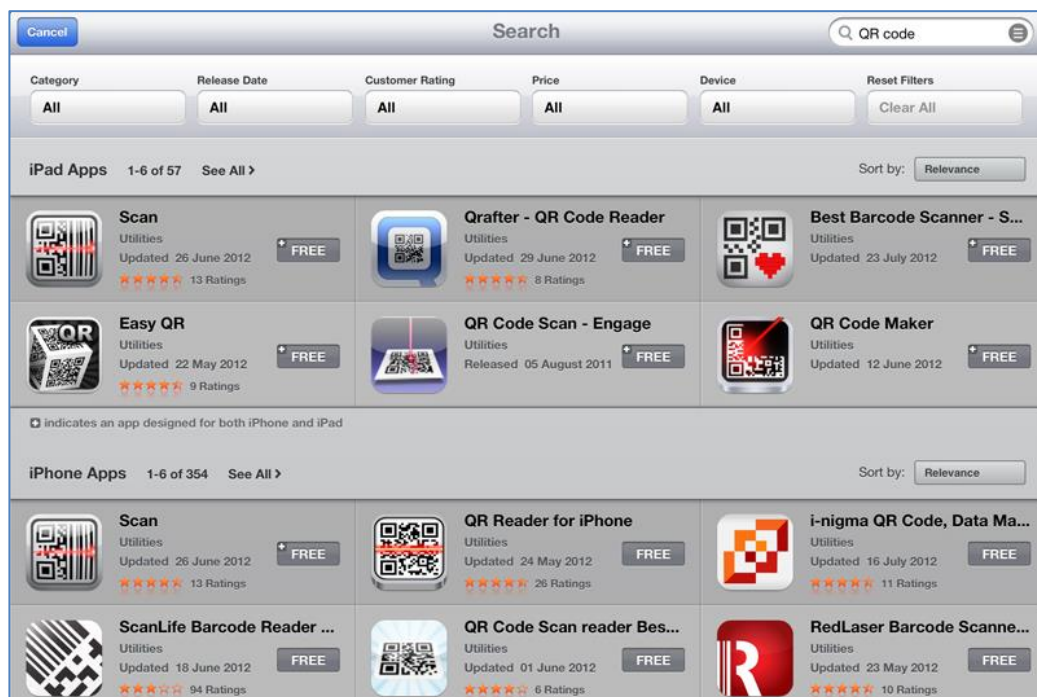 Cancel
Search
QR code
Category
Release Date
Customer Rating
Price
Device
Reset Filters
All
All
All
All
All
Clear All
iPad Apps 1-6 of 57 See All >
Sort by: Relevance
Scan
Utilities
Updated 26 June 2012
13 Ratings
FREE
Qrafter - QR Code Reader
Utilities
Updated 29 June 2012
8 Ratings
FREE
Best Barcode Scanner - S...
Utilities
Updated 23 July 2012
FREE
QR
Easy QR
Utilities
Updated 22 May 2012
9 Ratings
FREE
QR Code Scan - Engage
Utilities
Released 05 August 2011
FREE
QR Code Maker
Utilities
Updated 12 June 2012
FREE
+ indicates an app designed for both iPhone and iPad
iPhone Apps 1-6 of 354 See All >
Sort by: Relevance
Scan
Utilities
Updated 26 June 2012
13 Ratings
FREE
QR Reader for iPhone
Utilities
Updated 24 May 2012
26 Ratings
FREE
i-nigma QR Code, Data Ma...
Utilities
Updated 16 July 2012
11 Ratings
FREE
ScanLife Barcode Reader ...
Utilities
Updated 18 June 2012
94 Ratings
FREE
QR Code Scan reader Bes...
Utilities
Updated 01 June 2012
6 Ratings
FREE
R
RedLaser Barcode Scanne...
Utilities
Updated 23 May 2012
10 Ratings
FREE